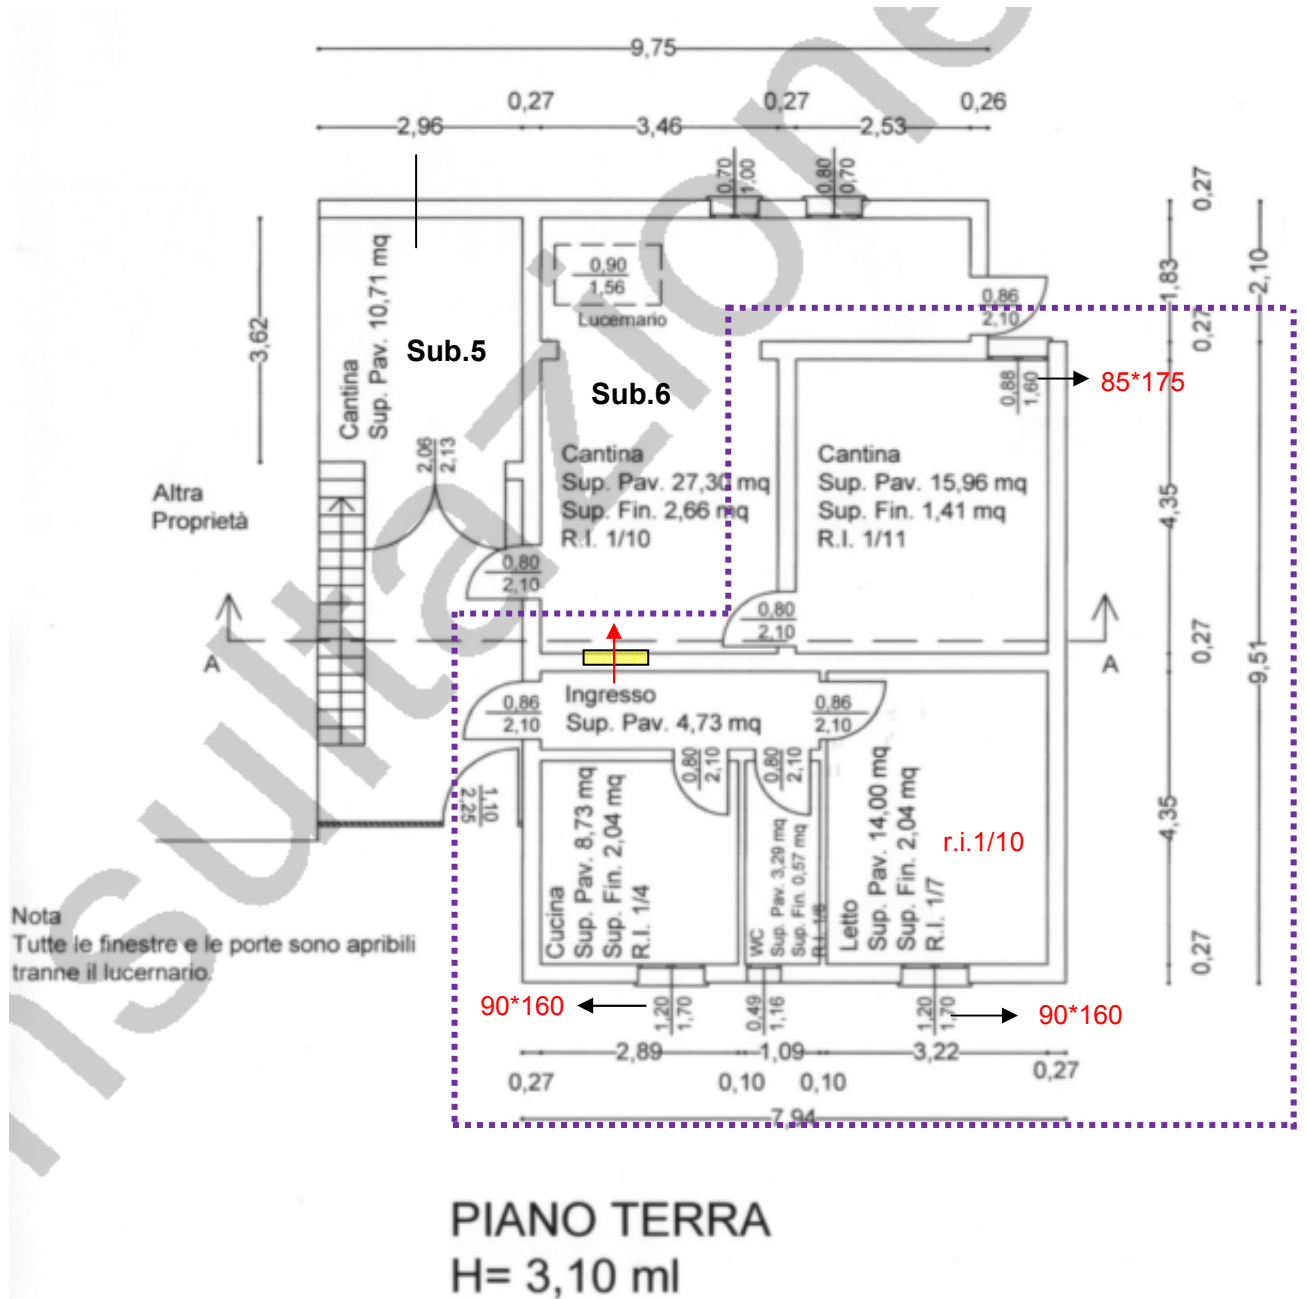 9,75
0,27
0,27
0,26
2,96
3,46
2,53
0,70
1,00
0,80
0,70
0,27
3,62
Cantina
Sup. Pav. 10,71 mq
0,90
1,56
Lucernario
0,86
2,10
1,83
2,10
0,27
Sub.5
Sub.6
0,88
1,60
85*175
2,06
2,13
Altra
Proprietà
Cantina
Sup. Pav. 27,30 mq
Sup. Fin. 2,66 mq
R.I. 1/10
Cantina
Sup. Pav. 15,96 mq
Sup. Fin. 1,41 mq
R.I. 1/11
4,35
0,80
2,10
0,80
2,10
A
A
0,27
9,51
Ingresso
Sup. Pav. 4,73 mq
0,86
2,10
0,86
2,10
0,80
2,10
0,80
2,10
1,10
2,25
Cucina
Sup. Pav. 8,73 mq
Sup. Fin. 2,04 mq
R.I. 1/4
WC
Sup. Pav. 3,29 mq
Sup. Fin. 0,57 mq
R.I. 1/6
Letto
Sup. Pav. 14,00 mq
Sup. Fin. 2,04 mq
R.I. 1/7
r.i.1/10
4,35
0,27
Nota
Tutte le finestre e le porte sono apribili
tranne il lucernario.
90*160
1,20
1,70
0,49
1,16
1,20
1,70
90*160
2,89
1,09
3,22
0,27
0,10
0,10
0,27
7,94
PIANO TERRA
H= 3,10 ml
nsultazione